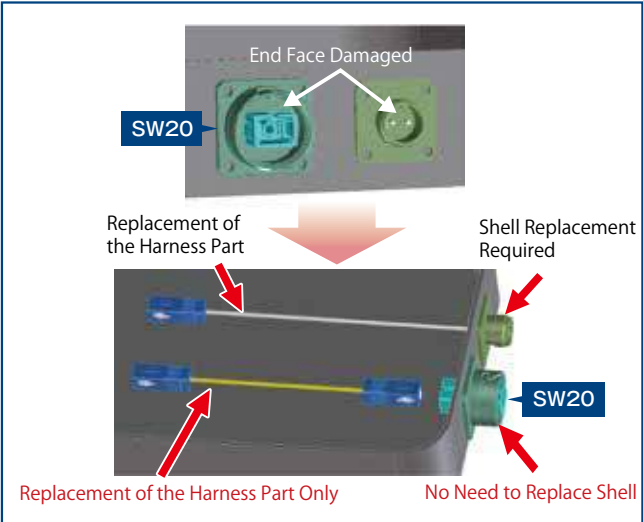 End Face Damaged
SW20
Replacement of
the Harness Part
Shell Replacement
Required
SW20
Replacement of the Harness Part Only
No Need to Replace Shell